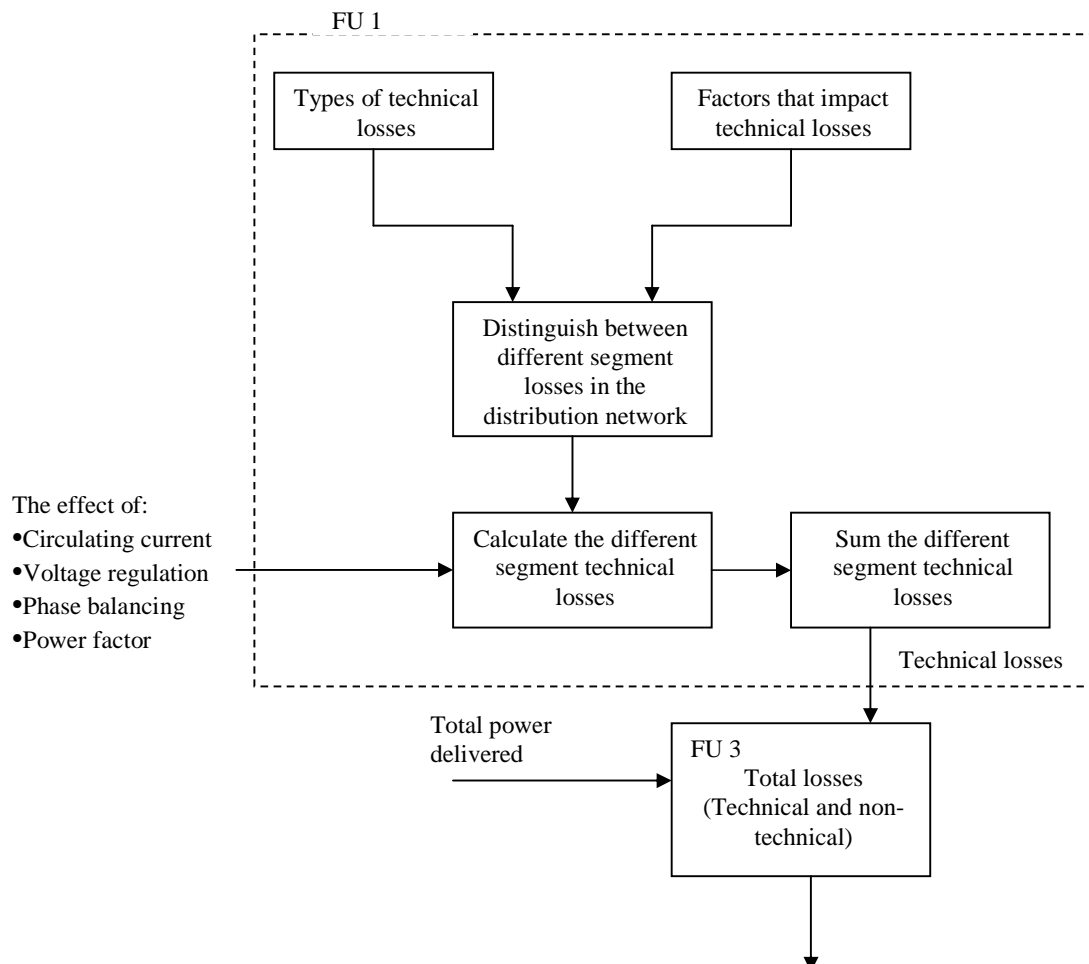 FU 1
Types of technical
losses
Factors that impact
technical losses
Distinguish between
different segment
losses in the
distribution network
The effect of:
•Circulating current
•Voltage regulation
•Phase balancing
•Power factor
Calculate the different
segment technical
losses
Sum the different
segment technical
losses
Technical losses
Total power
delivered
FU 3
Total losses
(Technical and non-
technical)